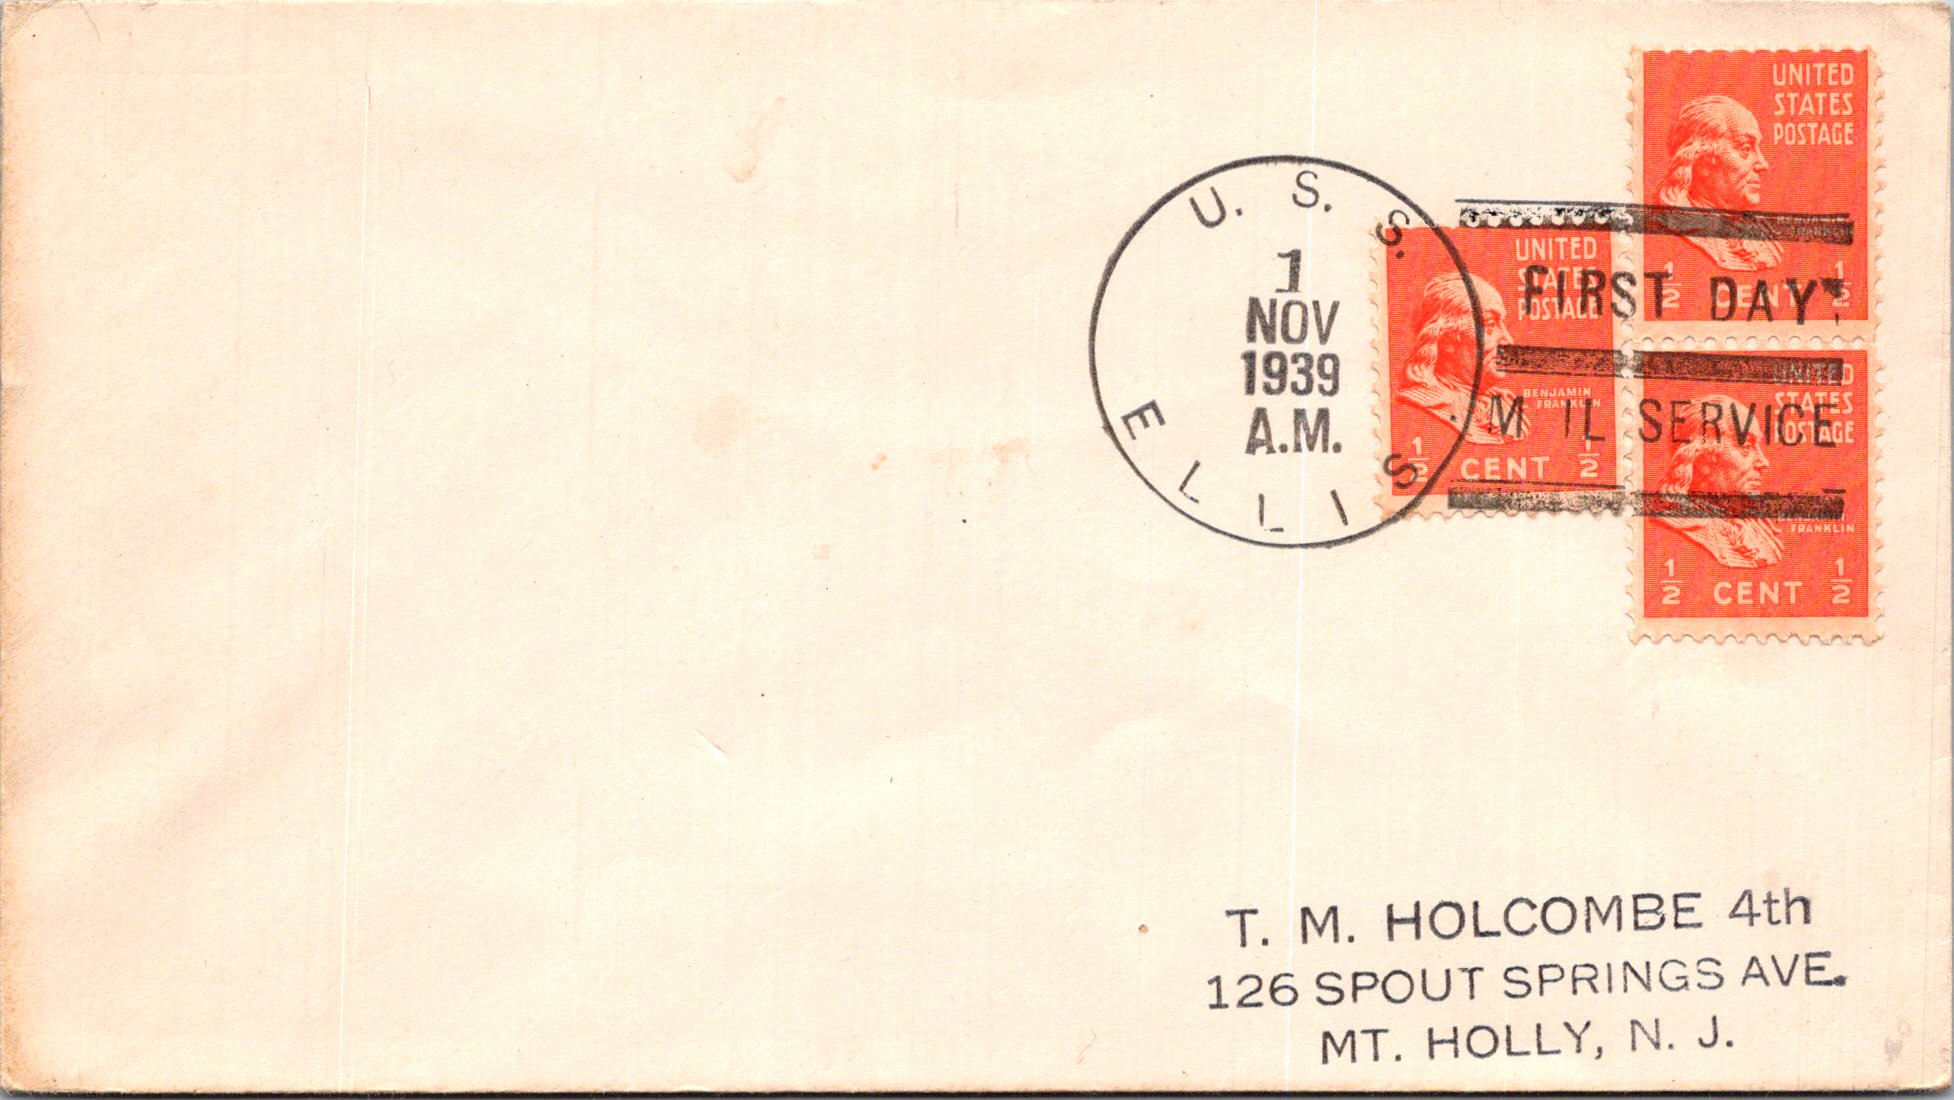 UNITED
STATES
POSTAGE
BENJAMIN
FRANKLIN
1/2 CENT 1/2
UNITED
STATES
POSTAGE
BENJAMIN
FRANKLIN
1/2 CENT 1/2
UNITED
STATES
POSTAGE
FRANKLIN
1/2 CENT 1/2
U. S. S.
1
NOV
1939
A.M.
ELLIS.
FIRST DAY
M IL SERVICE
T. M. HOLCOMBE 4th
126 SPOUT SPRINGS AVE.
MT. HOLLY, N. J.